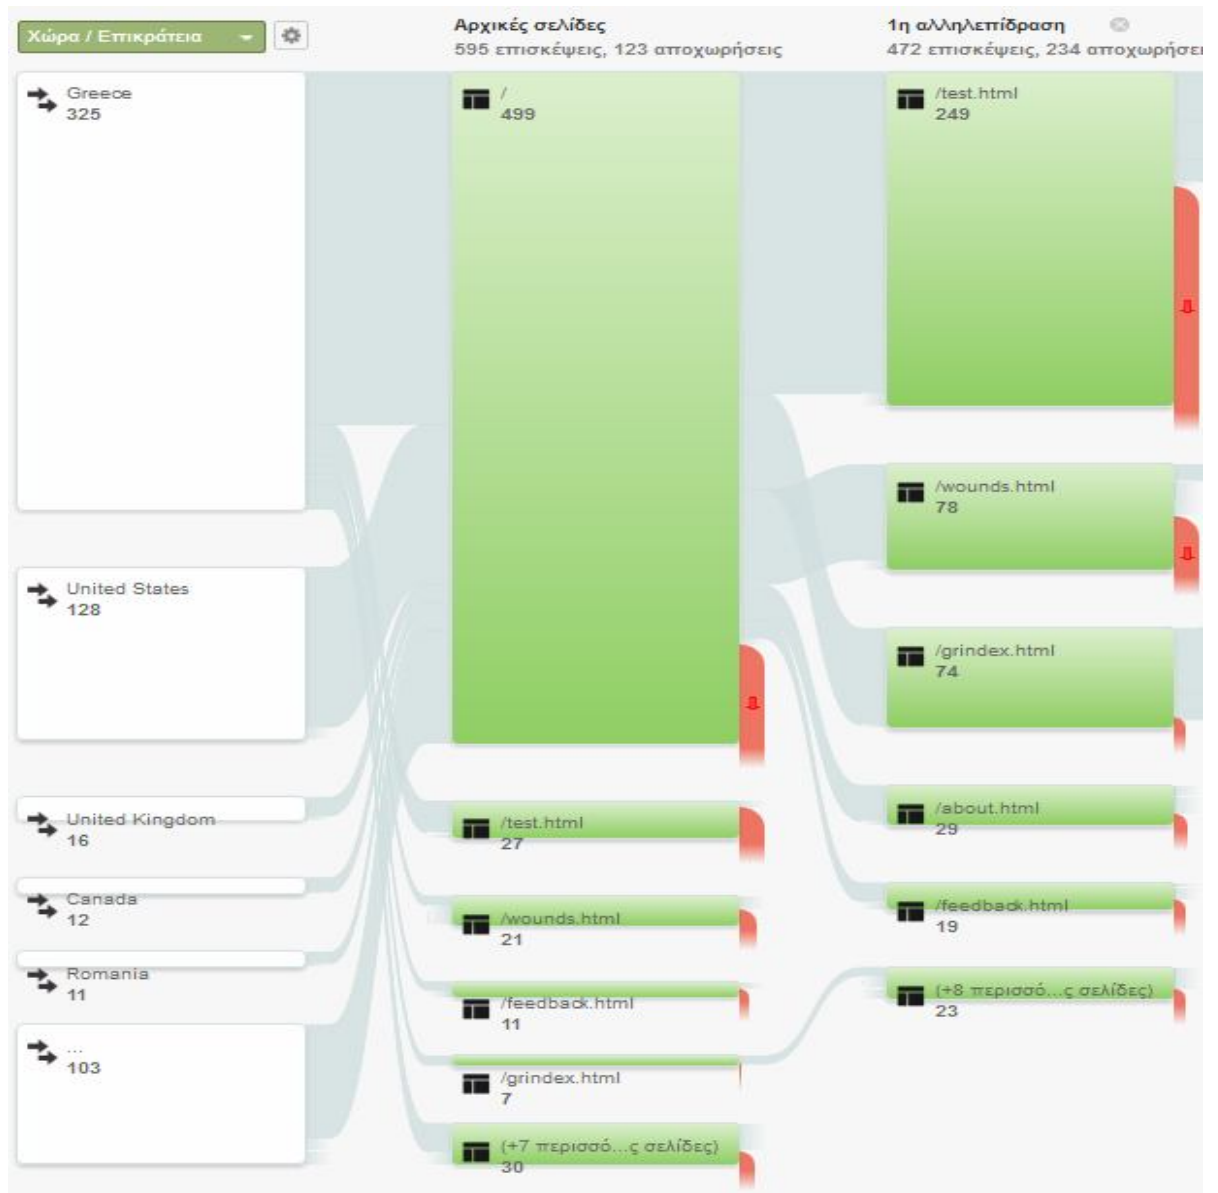 Χώρα / Επικράτεια
Αρχικές σελίδες
595 επισκέψεις, 123 αποχωρήσεις
1η αλληλεπίδραση
472 επισκέψεις, 234 αποχωρήσει
Greece
325
United States
128
United Kingdom
16
Canada
12
Romania
11
...
103
/
499
/test.html
27
/wounds.html
21
/feedback.html
11
/grindex.html
7
(+7 περισσό...ς σελίδες)
30
/test.html
249
/wounds.html
78
/grindex.html
74
/about.html
29
/feedback.html
19
(+8 περισσό...ς σελίδες)
23